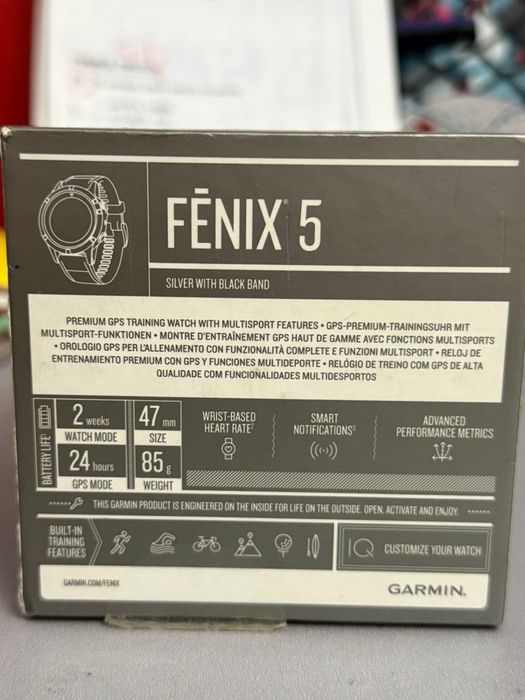 FĒNIX® 5
SILVER WITH BLACK BAND
PREMIUM GPS TRAINING WATCH WITH MULTISPORT FEATURES • GPS-PREMIUM-TRAININGSUHR MIT
MULTISPORT-FUNKTIONEN • MONTRE D'ENTRAÎNEMENT GPS HAUT DE GAMME AVEC FONCTIONS MULTISPORTS
• OROLOGIO GPS PER L'ALLENAMENTO CON FUNZIONALITÀ COMPLETE E FUNZIONI MULTISPORT • RELOJ DE
ENTRENAMIENTO PREMIUM CON GPS Y FUNCIONES MULTIDEPORTE • RELÓGIO DE TREINO COM GPS DE ALTA
QUALIDADE COM FUNCIONALIDADES MULTIDESPORTOS
BATTERY LIFE¹
2 weeks
WATCH MODE
24 hours
GPS MODE
47 mm
SIZE
85 g
WEIGHT
WRIST-BASED
HEART RATE²
SMART
NOTIFICATIONS³
ADVANCED
PERFORMANCE METRICS
THIS GARMIN PRODUCT IS ENGINEERED ON THE INSIDE FOR LIFE ON THE OUTSIDE. OPEN, ACTIVATE AND ENJOY.
BUILT-IN
TRAINING
FEATURES
IQ CUSTOMIZE YOUR WATCH
GARMIN.COM/FENIX
GARMIN.